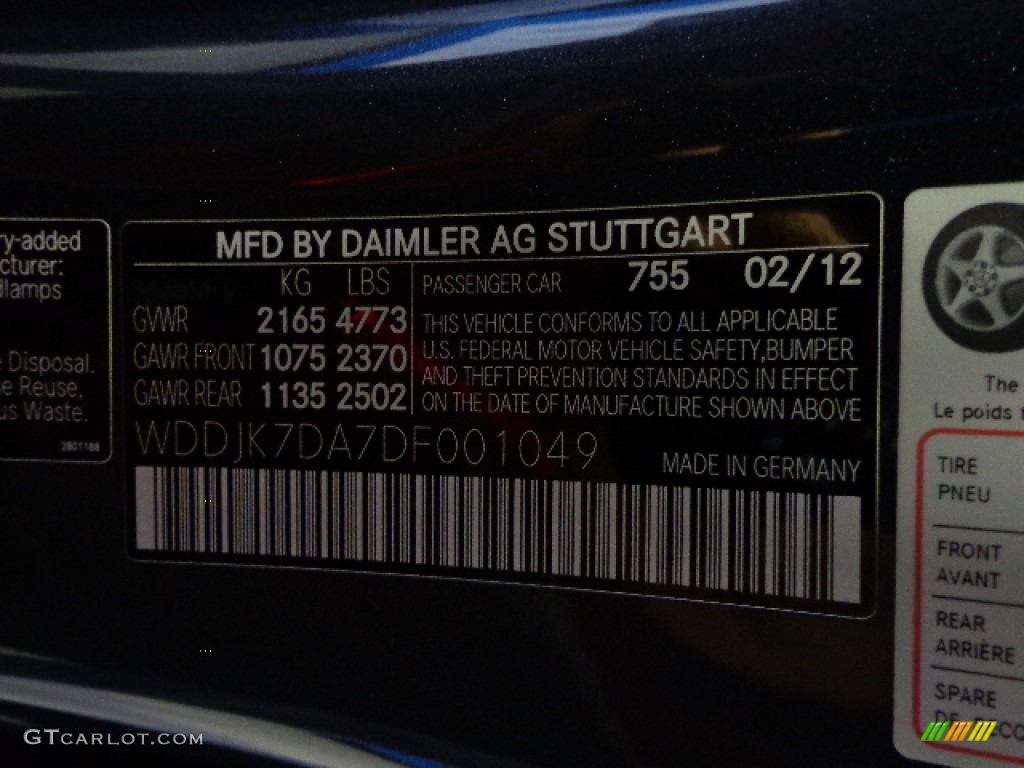 ry-added
cturer:
dlamps
Disposal.
Reuse,
us Waste.
2801188
MFD BY DAIMLER AG STUTTGART
KG LBS
GVWR 2165 4773
GAWR FRONT 1075 2370
GAWR REAR 1135 2502
PASSENGER CAR 755 02/12
THIS VEHICLE CONFORMS TO ALL APPLICABLE
U.S. FEDERAL MOTOR VEHICLE SAFETY,BUMPER
AND THEFT PREVENTION STANDARDS IN EFFECT
ON THE DATE OF MANUFACTURE SHOWN ABOVE
WDDJK7DA7DF001049
MADE IN GERMANY
The
Le poids t
TIRE
PNEU
FRONT
AVANT
REAR
ARRIÈRE
SPARE
DE
GTCARLOT.COM